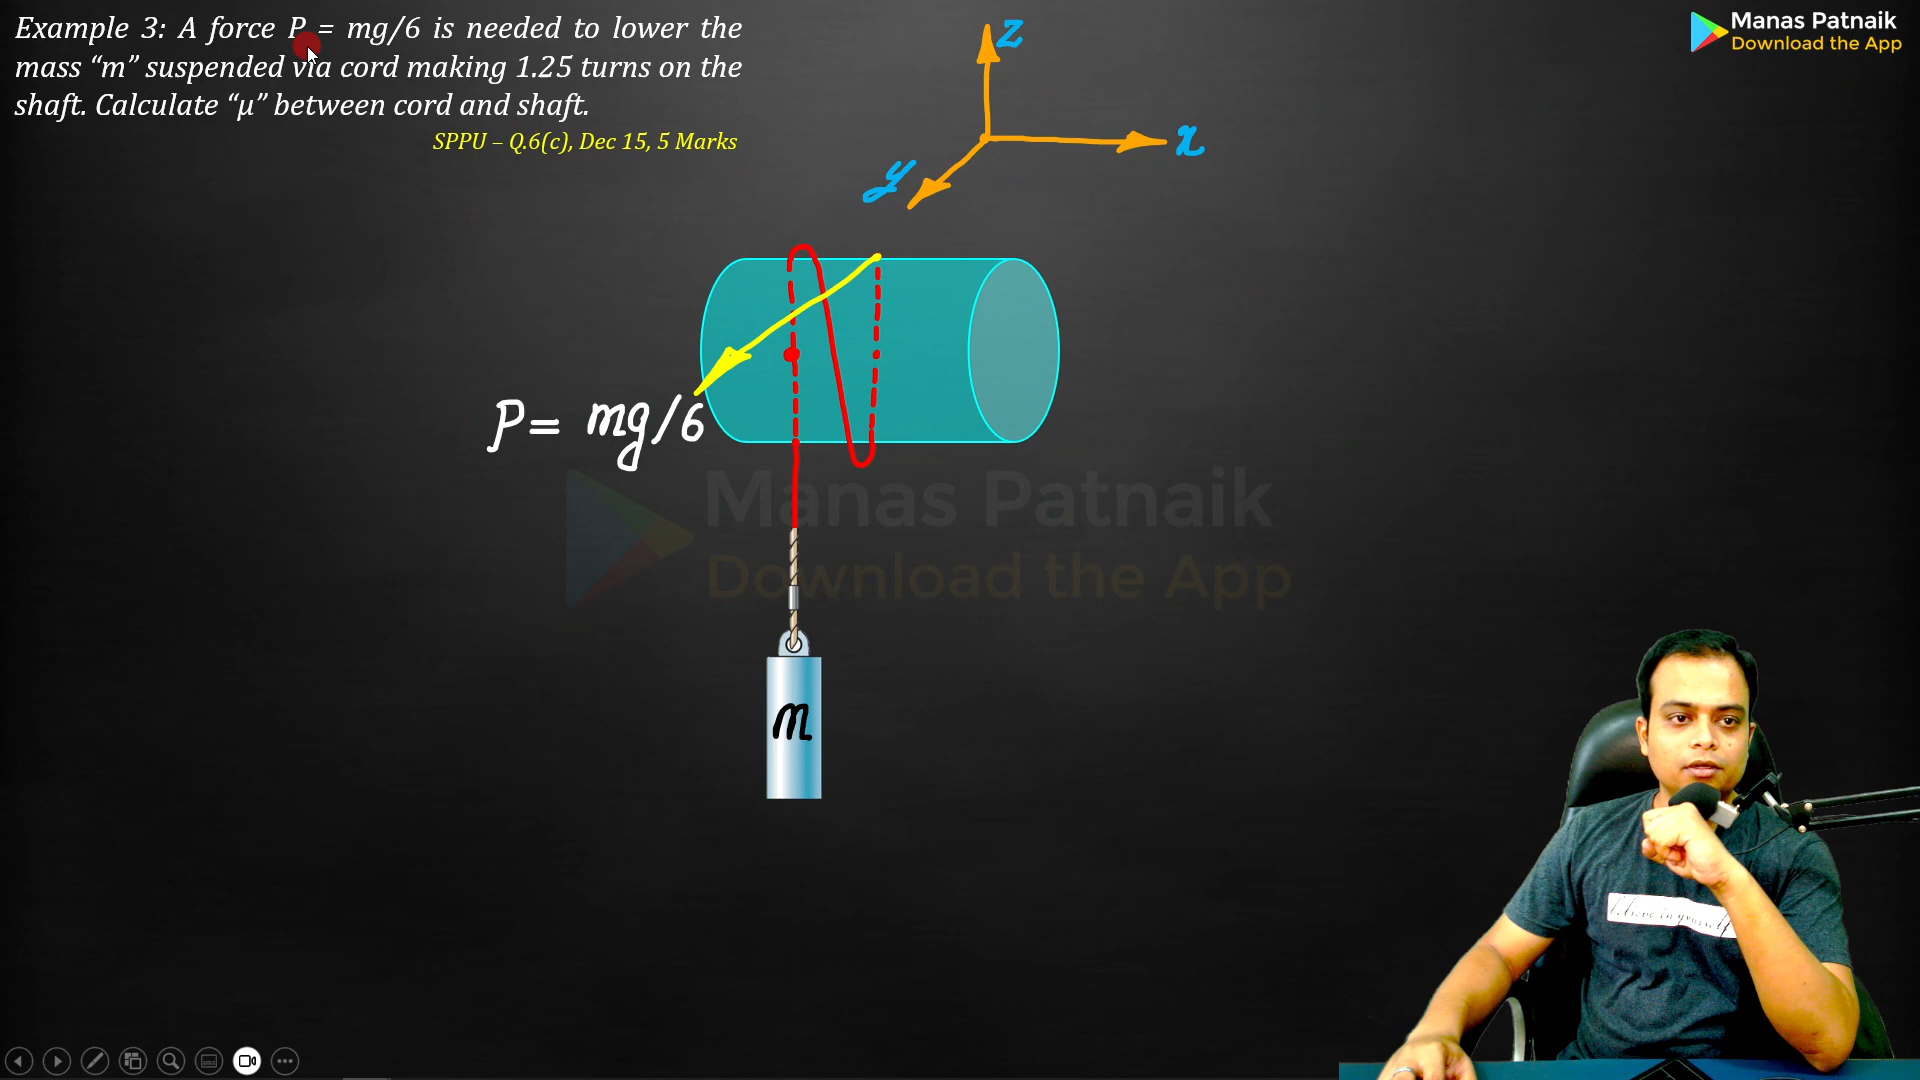 Example 3: A force P = mg/6 is needed to lower the
mass “m” suspended via cord making 1.25 turns on the
shaft. Calculate “μ” between cord and shaft.
SPPU – Q.6(c), Dec 15, 5 Marks
Manas Patnaik
Download the App
z
x
y
P = mg/6
Manas Patnaik
Download the App
m